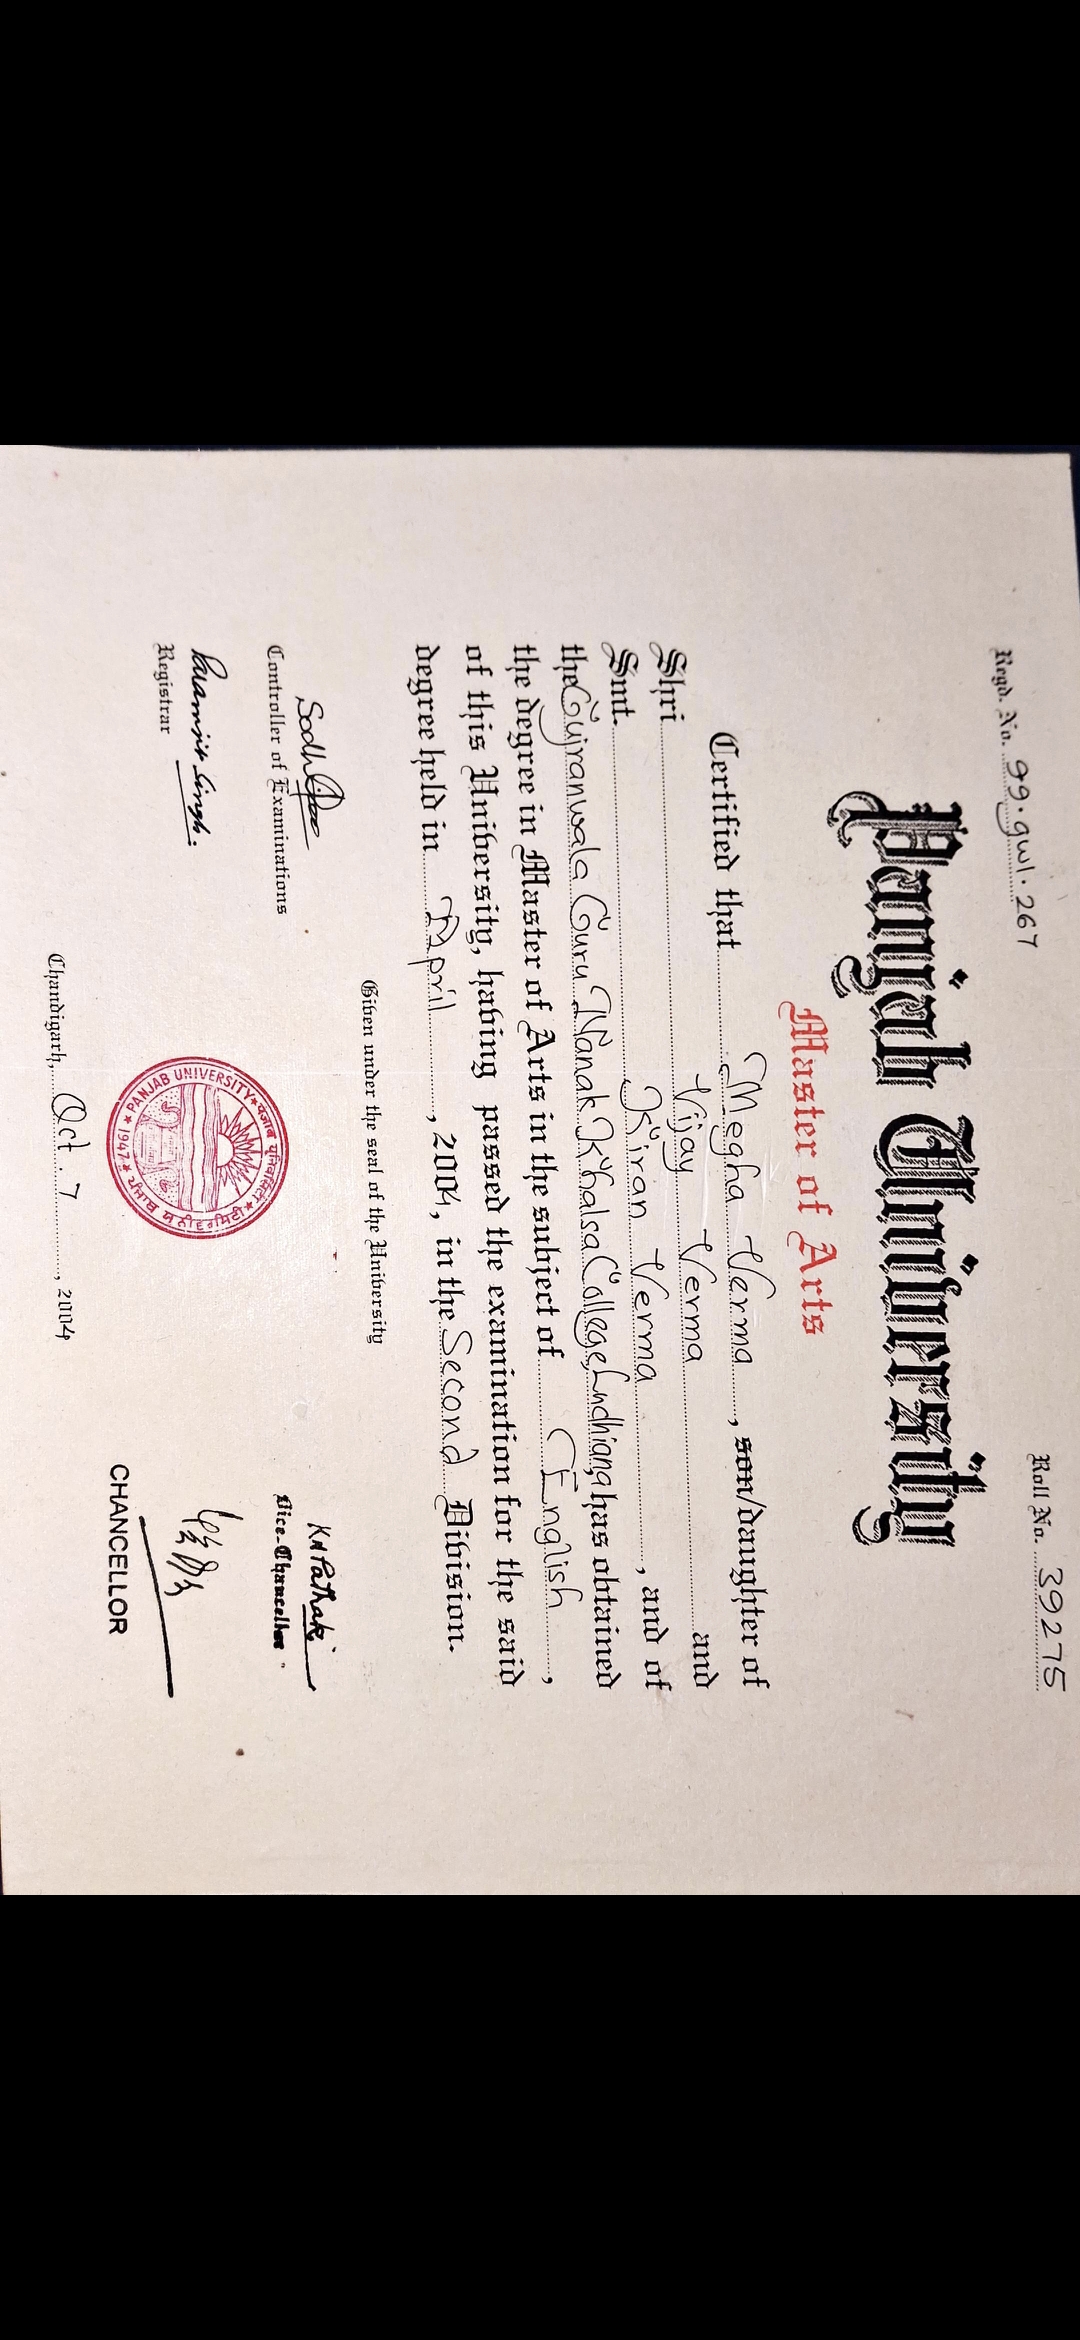 Regd. No. 99.gwl.267
Roll No. 39275
Panjab University
Master of Arts
Certified that Megha Verma, son/daughter of
Shri Vijay Verma and
Smt. Kiran Verma, and of
the Gujranwala Guru Nanak Khalsa College, Ludhiana has obtained
the degree in Master of Arts in the subject of English,
of this University, having passed the examination for the said
degree held in April, 2004, in the Second Division.
Given under the seal of the University
Controller of Examinations
Paramjit Singh
Registrar
PANJAB UNIVERSITY * पंजाब यूनिवर्सिटी * 1947 *
K N Pathak
Vice-Chancellor
CHANCELLOR
Chandigarh, Oct. 7, 2004